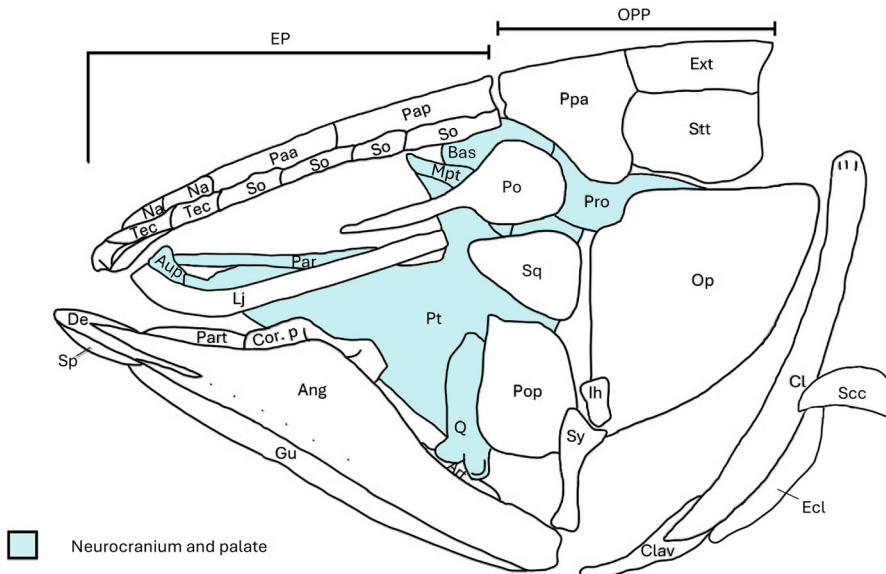 OPP
EP
Ext
Ppa
Pap
Stt
So
Paa
So
Bas
So
Mpt
Na
So
Po
Na
Tec
Pro
Tec
Par
Aup
Sq
Op
Lj
Pt
De
Part
Cor. p
Sp
Ang
Pop
Ih
Cl
Scc
Q
Sy
Gu
Art
Ecl
Clav
Neurocranium and palate